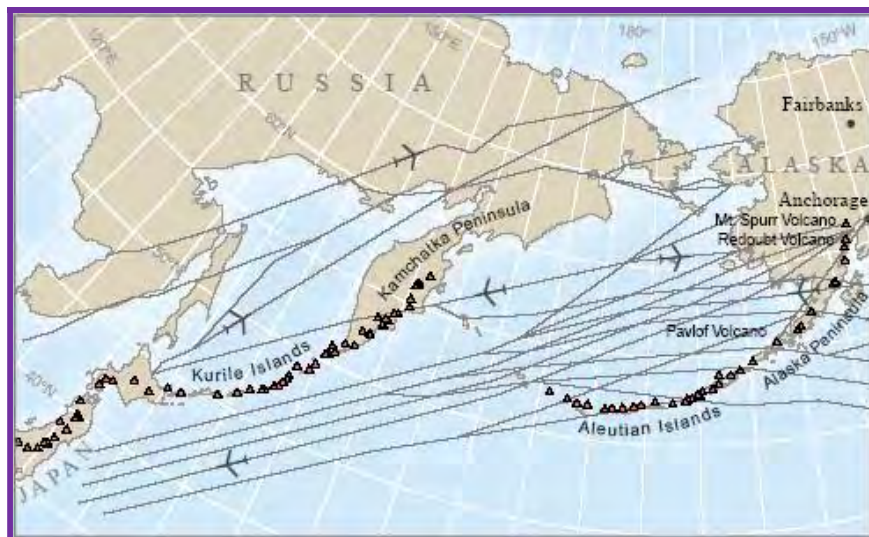 180°
150°W
RUSSIA
Fairbanks
60°N
ALASKA
Anchorage
Mt. Spurr Volcano
Redoubt Volcano
Kamchatka Peninsula
Pavlof Volcano
Alaska Peninsula
Kurile Islands
40°N
Aleutian Islands
JAPAN